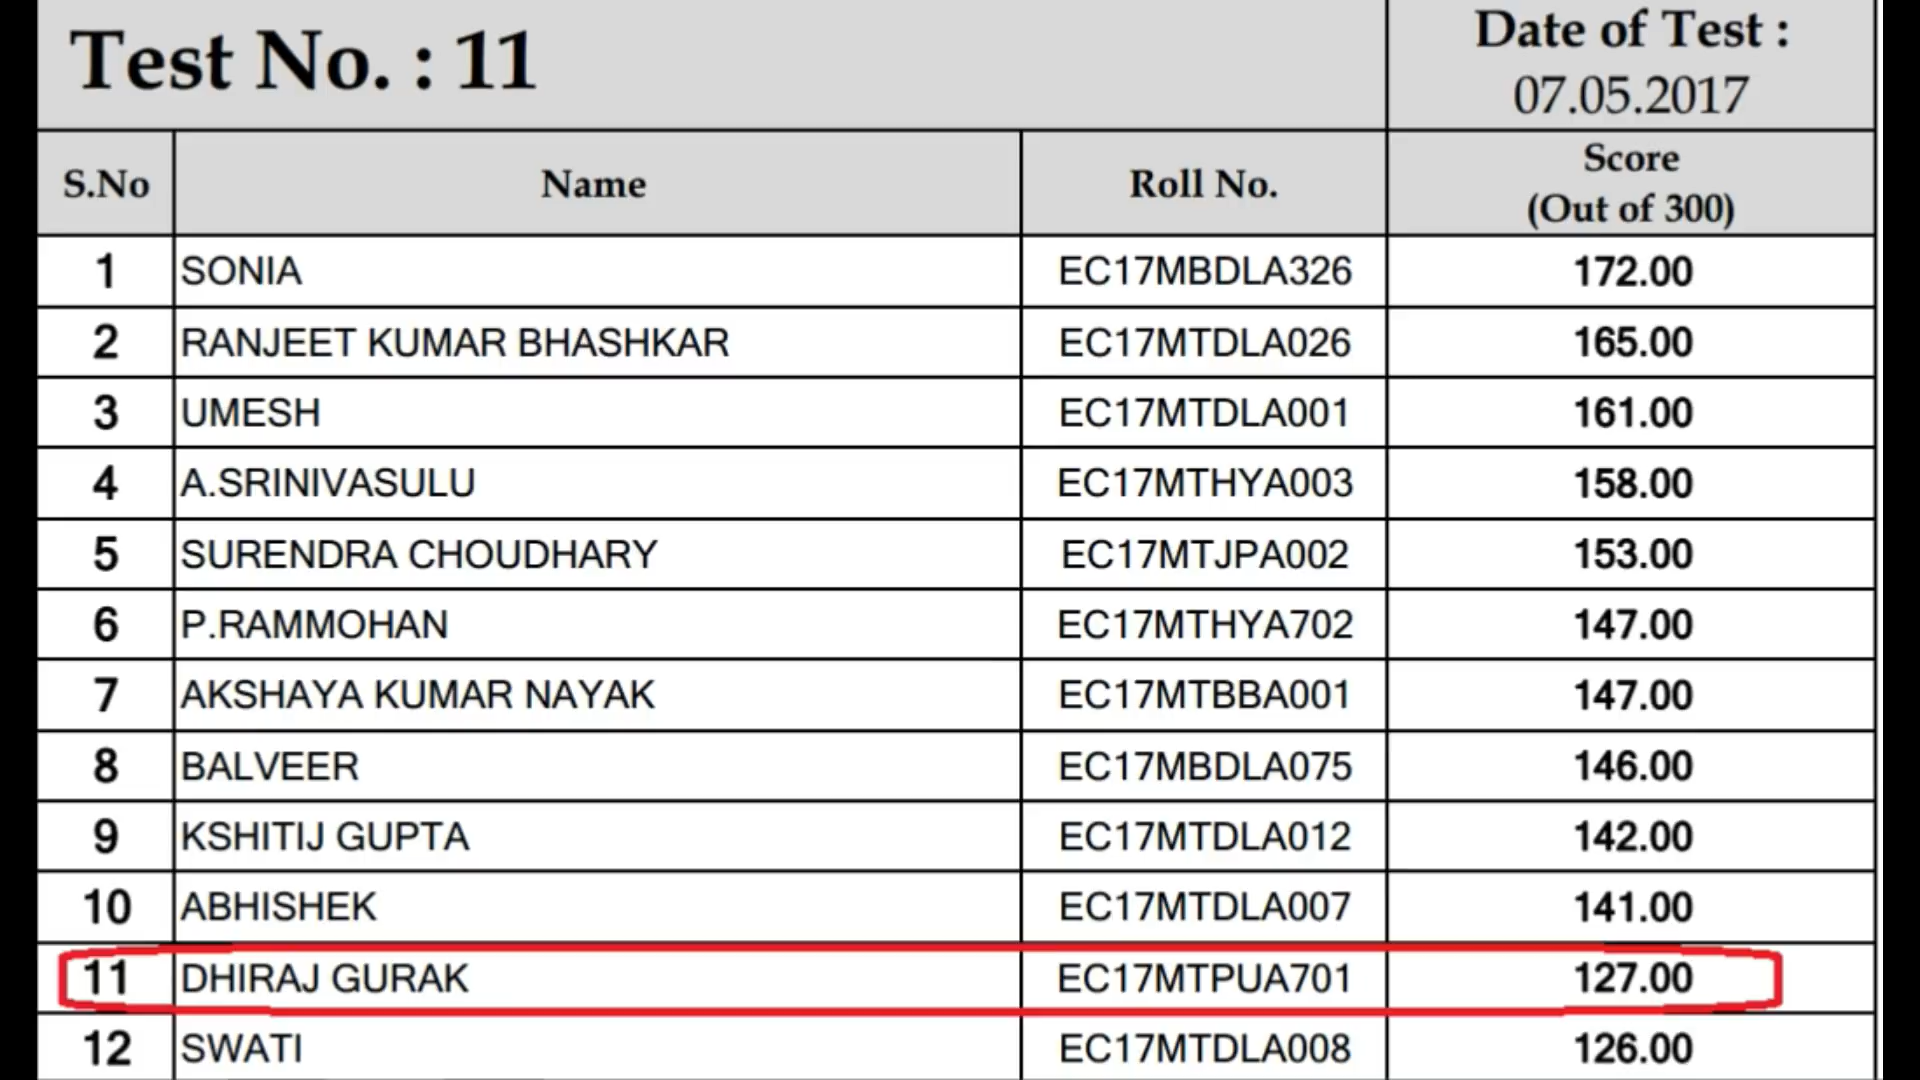 Test No. : 11
Date of Test :
07.05.2017
S.No Name Roll No. Score
(Out of 300)
1 SONIA EC17MBDLA326 172.00
2 RANJEET KUMAR BHASHKAR EC17MTDLA026 165.00
3 UMESH EC17MTDLA001 161.00
4 A.SRINIVASULU EC17MTHYA003 158.00
5 SURENDRA CHOUDHARY EC17MTJPA002 153.00
6 P.RAMMOHAN EC17MTHYA702 147.00
7 AKSHAYA KUMAR NAYAK EC17MTBBA001 147.00
8 BALVEER EC17MBDLA075 146.00
9 KSHITIJ GUPTA EC17MTDLA012 142.00
10 ABHISHEK EC17MTDLA007 141.00
11 DHIRAJ GURAK EC17MTPUA701 127.00
12 SWATI EC17MTDLA008 126.00